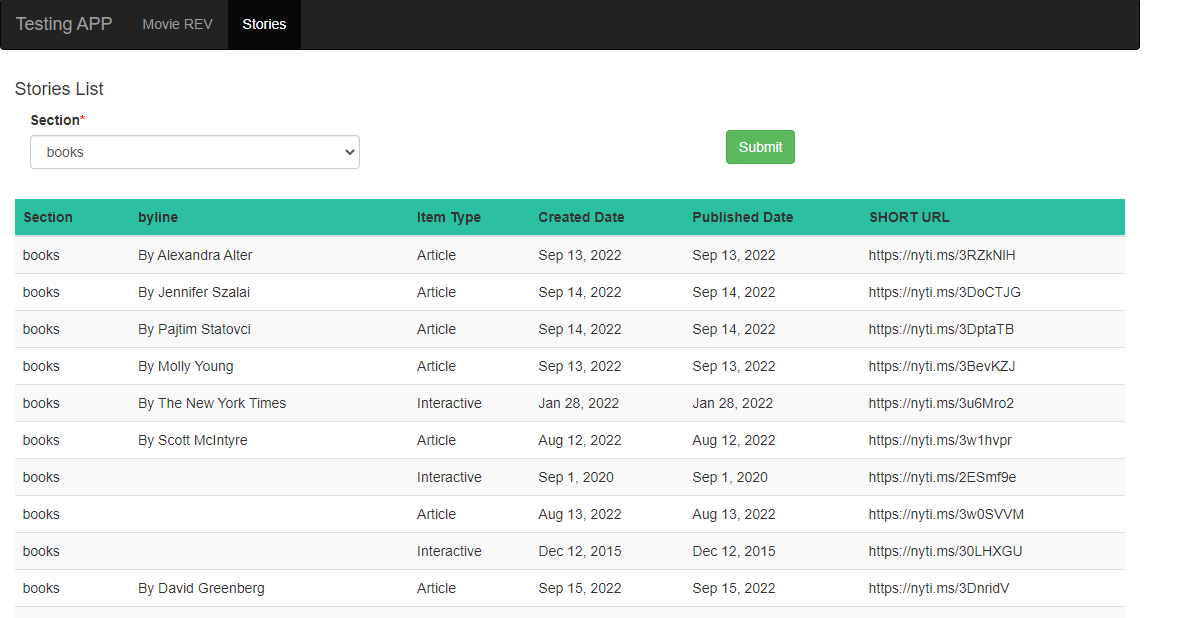 Testing APP Movie REV Stories
Stories List
Section*
books
Submit
Section byline Item Type Created Date Published Date SHORT URL
books By Alexandra Alter Article Sep 13, 2022 Sep 13, 2022 https://nyti.ms/3RZkNlH
books By Jennifer Szalai Article Sep 14, 2022 Sep 14, 2022 https://nyti.ms/3DoCTJG
books By Pajtim Statovci Article Sep 14, 2022 Sep 14, 2022 https://nyti.ms/3DptaTB
books By Molly Young Article Sep 13, 2022 Sep 13, 2022 https://nyti.ms/3BevKZJ
books By The New York Times Interactive Jan 28, 2022 Jan 28, 2022 https://nyti.ms/3u6Mro2
books By Scott McIntyre Article Aug 12, 2022 Aug 12, 2022 https://nyti.ms/3w1hvpr
books Interactive Sep 1, 2020 Sep 1, 2020 https://nyti.ms/2ESmf9e
books Article Aug 13, 2022 Aug 13, 2022 https://nyti.ms/3w0SVVM
books Interactive Dec 12, 2015 Dec 12, 2015 https://nyti.ms/30LHXGU
books By David Greenberg Article Sep 15, 2022 Sep 15, 2022 https://nyti.ms/3DnridV